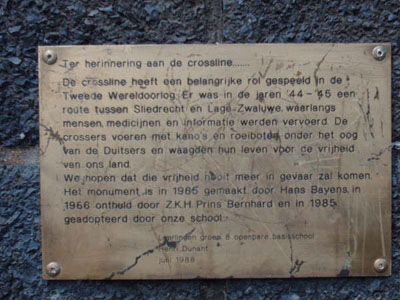 Ter herinnering aan de crossline......
De crossline heeft een belangrijke rol gespeeld in de
Tweede Wereldoorlog. Er was in de jaren '44 - '45 een
route tussen Sliedrecht en Lage Zwaluwe, waarlangs
mensen, medicijnen en informatie werden vervoerd. De
crossers voeren met kano's en roeiboten onder het oog
van de Duitsers en waagden hun leven voor de vrijheid
van ons land.
We hopen dat die vrijheid nooit meer in gevaar zal komen.
Het monument is in 1965 gemaakt door Hans Bayens, in
1966 onthuld door Z.K.H. Prins Bernhard en in 1985
geadopteerd door onze school.
Leerlingen groep 8 openbare basisschool
Henri Dunant
juni 1988